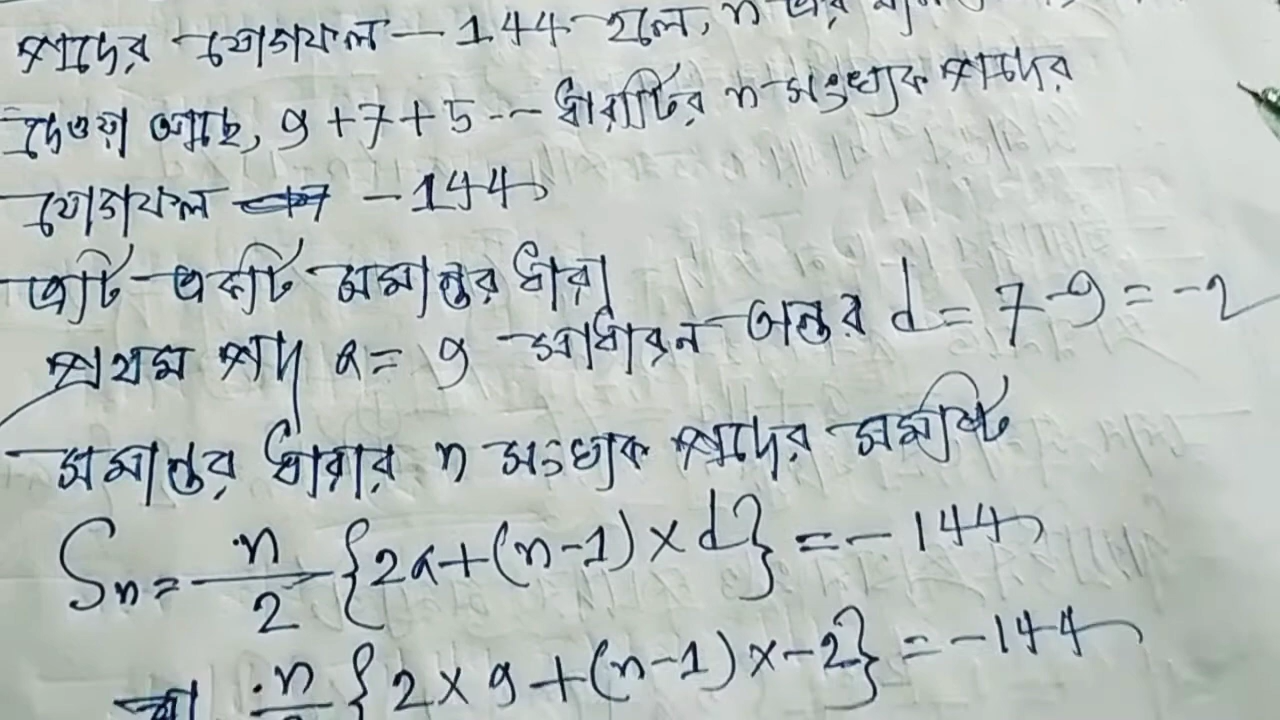 পদের যোগফল - 144 হলে, n এর
দেওয়া আছে, 9+7+5 -- ধারাটির n সংখ্যক পদের
যোগফল - 144
এটি একটি সমান্তর ধারা
প্রথম পদ a = 9 সাধারন অন্তর d = 7-9 = -2
সমান্তর ধারার n সংখ্যক পদের সমষ্টি
Sn = n/2 {2a+(n-1)×d} = -144
বা n/2 {2×9+(n-1)×-2} = -144